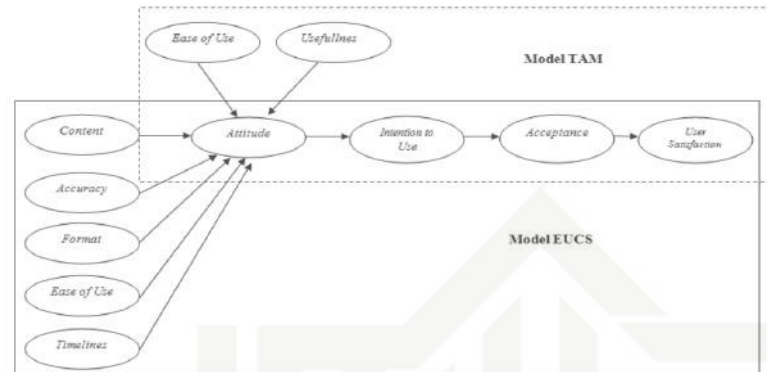 Ease of Use
Usefullnes
Model TAM
Content
Attitude
Intention to
Use
Acceptance
User
Satisfaction
Accuracy
Format
Model EUCS
Ease of Use
Timelines